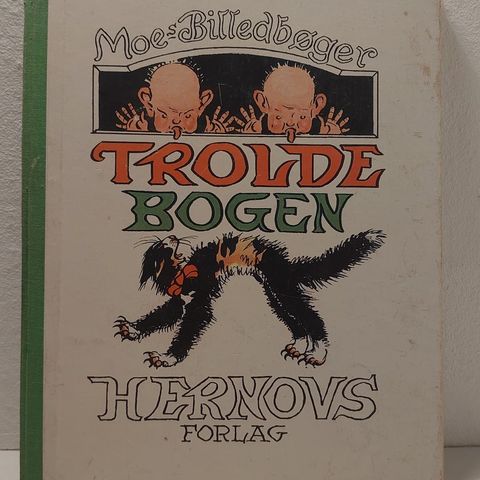 Moe's Billedbøger
TROLDE
BOGEN
HERNOVS
FORLAG